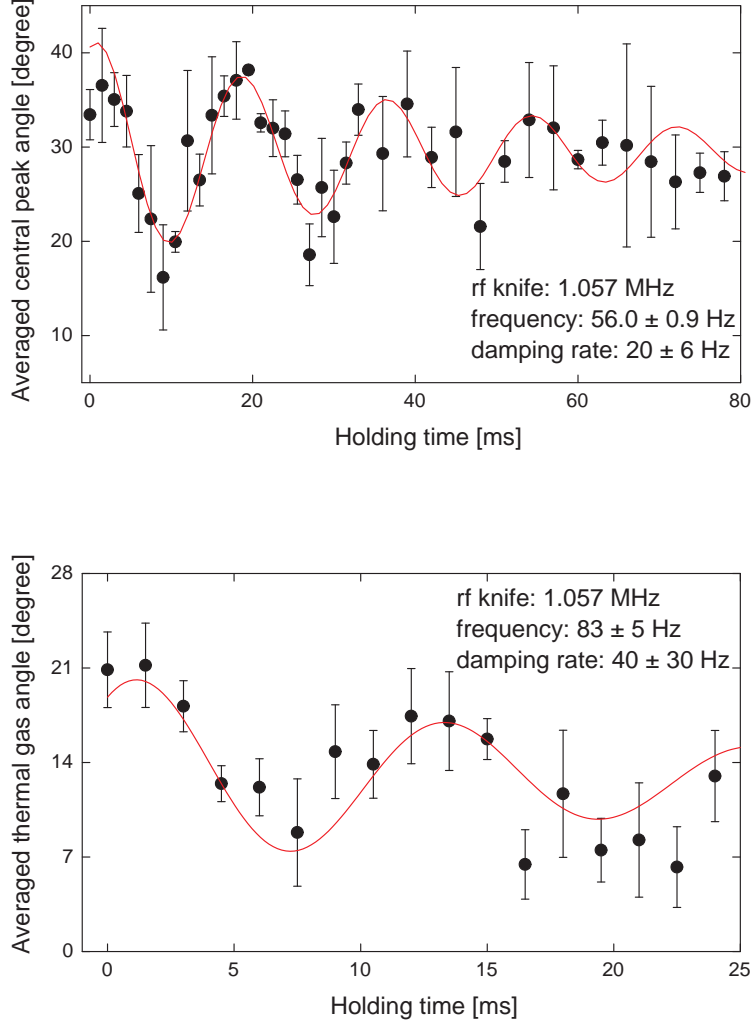 Averaged central peak angle [degree]
40
30
20
10
rf knife: 1.057 MHz
frequency: 56.0 ± 0.9 Hz
damping rate: 20 ± 6 Hz
0 20 40 60 80
Holding time [ms]
Averaged thermal gas angle [degree]
28
21
14
7
0
rf knife: 1.057 MHz
frequency: 83 ± 5 Hz
damping rate: 40 ± 30 Hz
0 5 10 15 20 25
Holding time [ms]